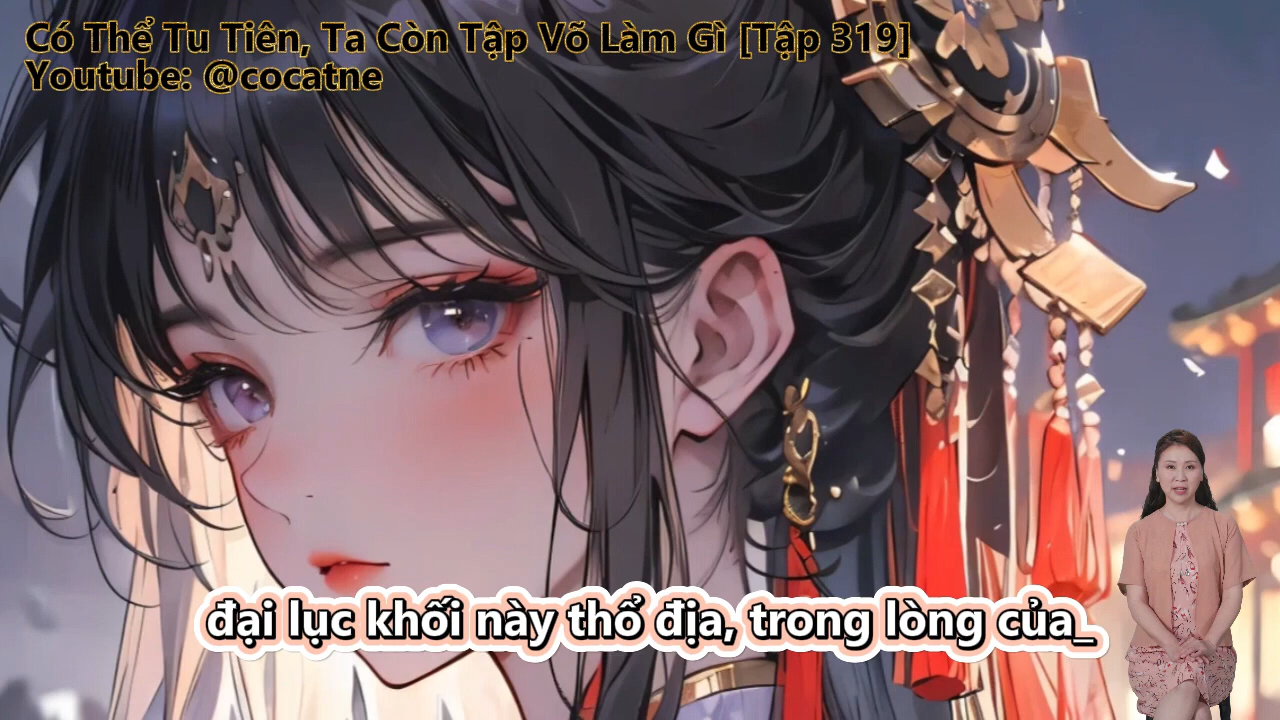 Có Thể Tu Tiên, Ta Còn Tập Võ Làm Gì [Tập 319]
Youtube: @cocatne
đại lục khối này thổ địa, trong lòng của_